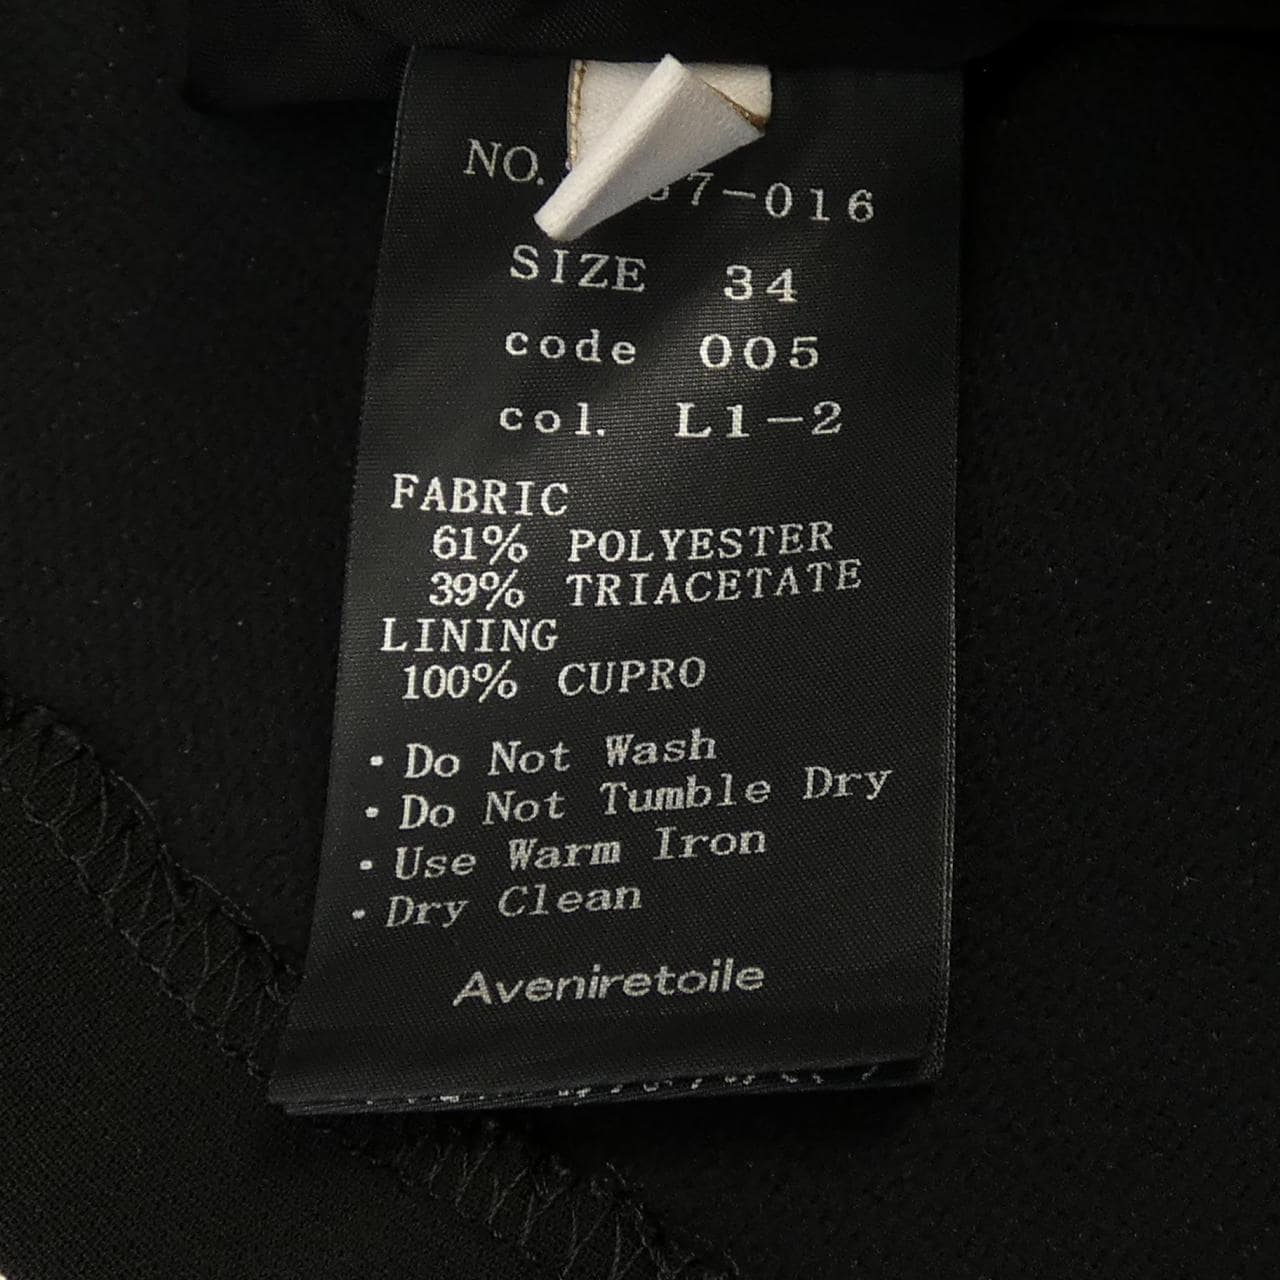 NO. 7-016
SIZE 34
code 005
col. L1-2
FABRIC
61% POLYESTER
39% TRIACETATE
LINING
100% CUPRO
・Do Not Wash
・Do Not Tumble Dry
・Use Warm Iron
・Dry Clean
Aveniretoile